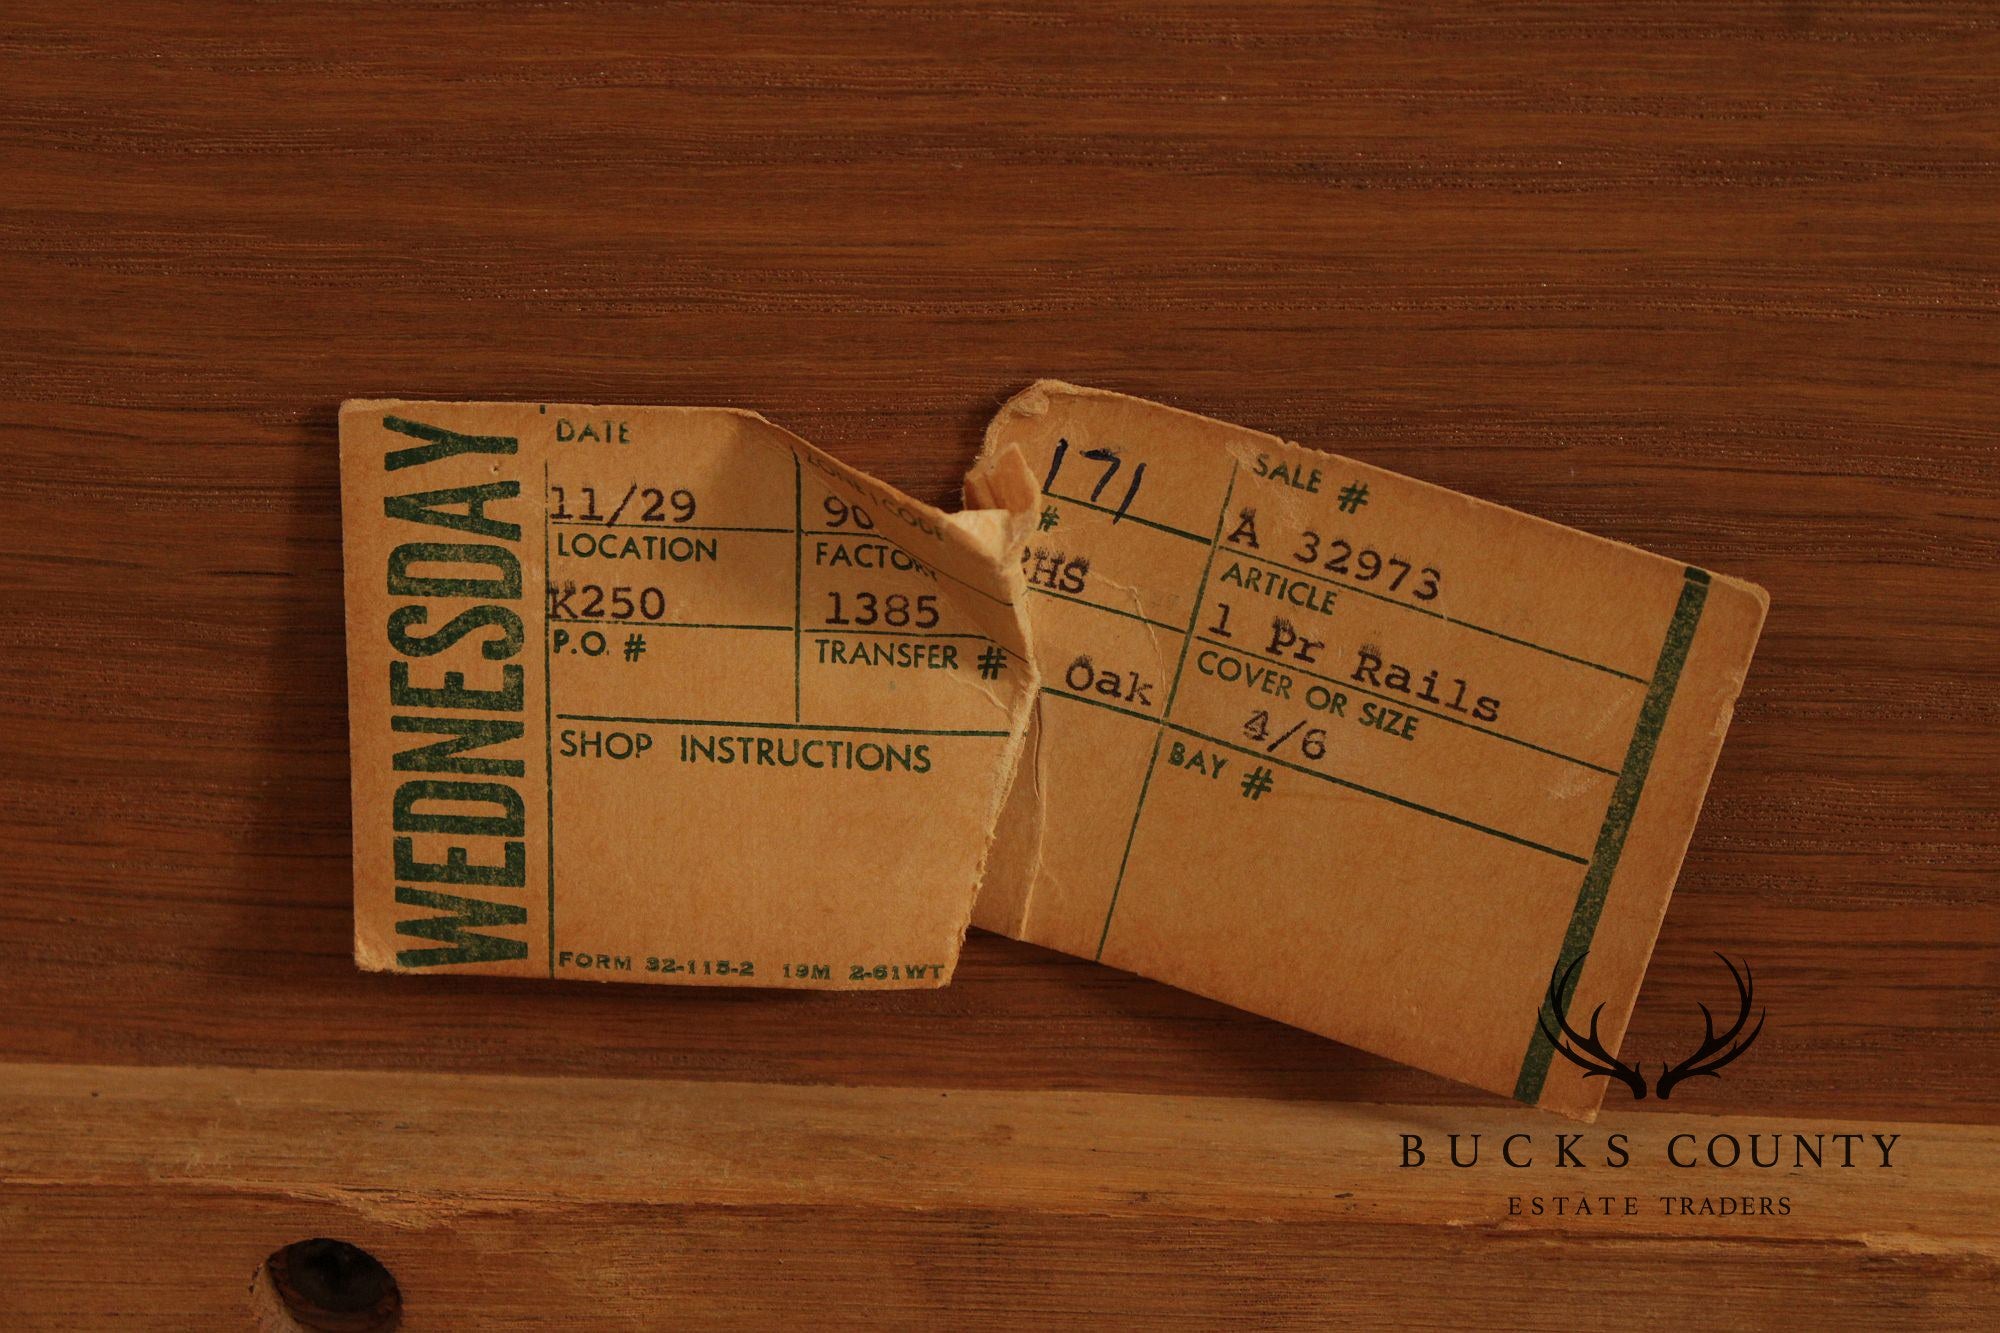 WEDNESDAY
DATE
11/29
90
LOCATION
FACTORY
K250
1385
P.O. #
TRANSFER #
SHOP INSTRUCTIONS
FORM 32-115-2 19M 2-61WT
171
SALE #
A 32973
#
RHS
ARTICLE
1 Pr Rails
Oak
COVER OR SIZE
4/6
BAY #
BUCKS COUNTY
ESTATE TRADERS